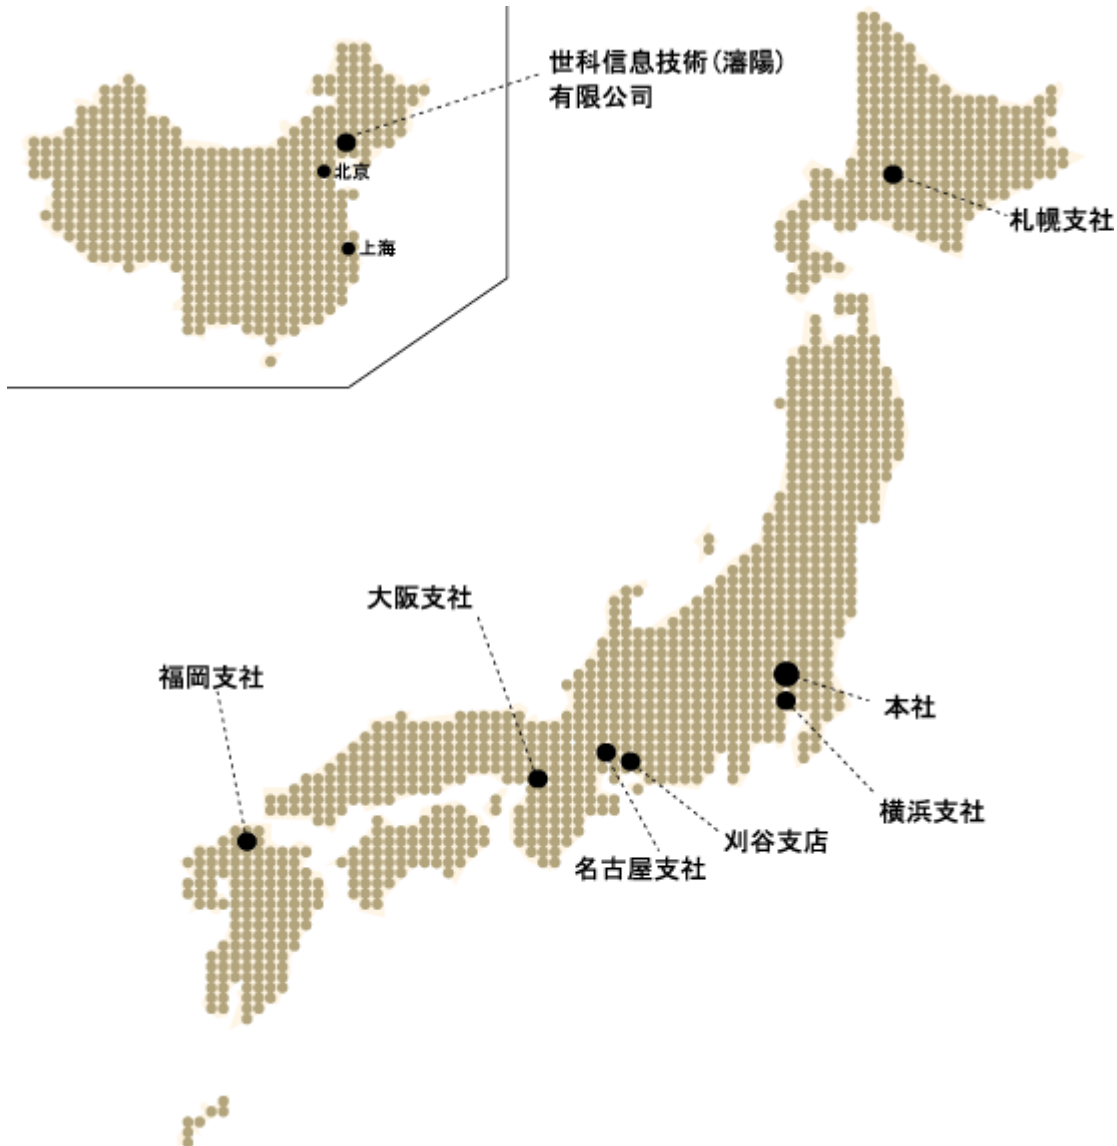 世科信息技術(瀋陽)
有限公司
北京
上海
札幌支社
大阪支社
福岡支社
本社
横浜支社
刈谷支店
名古屋支社